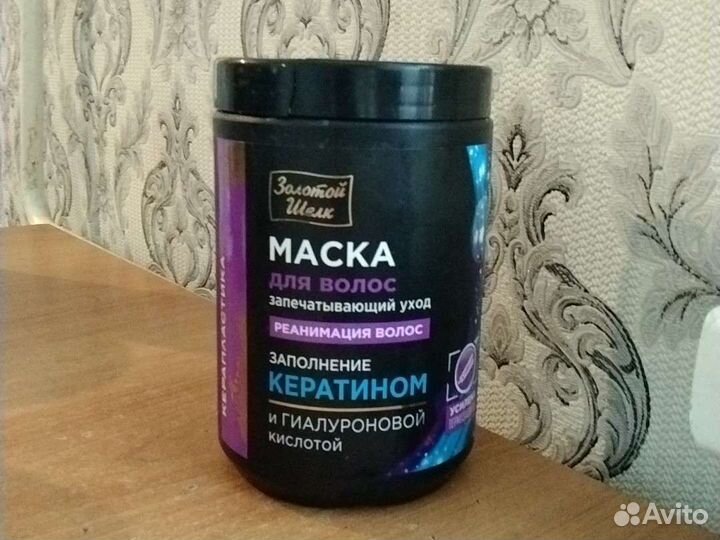 Золотой
Шелк
МАСКА
ДЛЯ ВОЛОС
запечатывающий уход
РЕАНИМАЦИЯ ВОЛОС
ЗАПОЛНЕНИЕ
КЕРАТИНОМ
И ГИАЛУРОНОВОЙ
КИСЛОТОЙ
КЕРАПЛАСТИКА
Avito